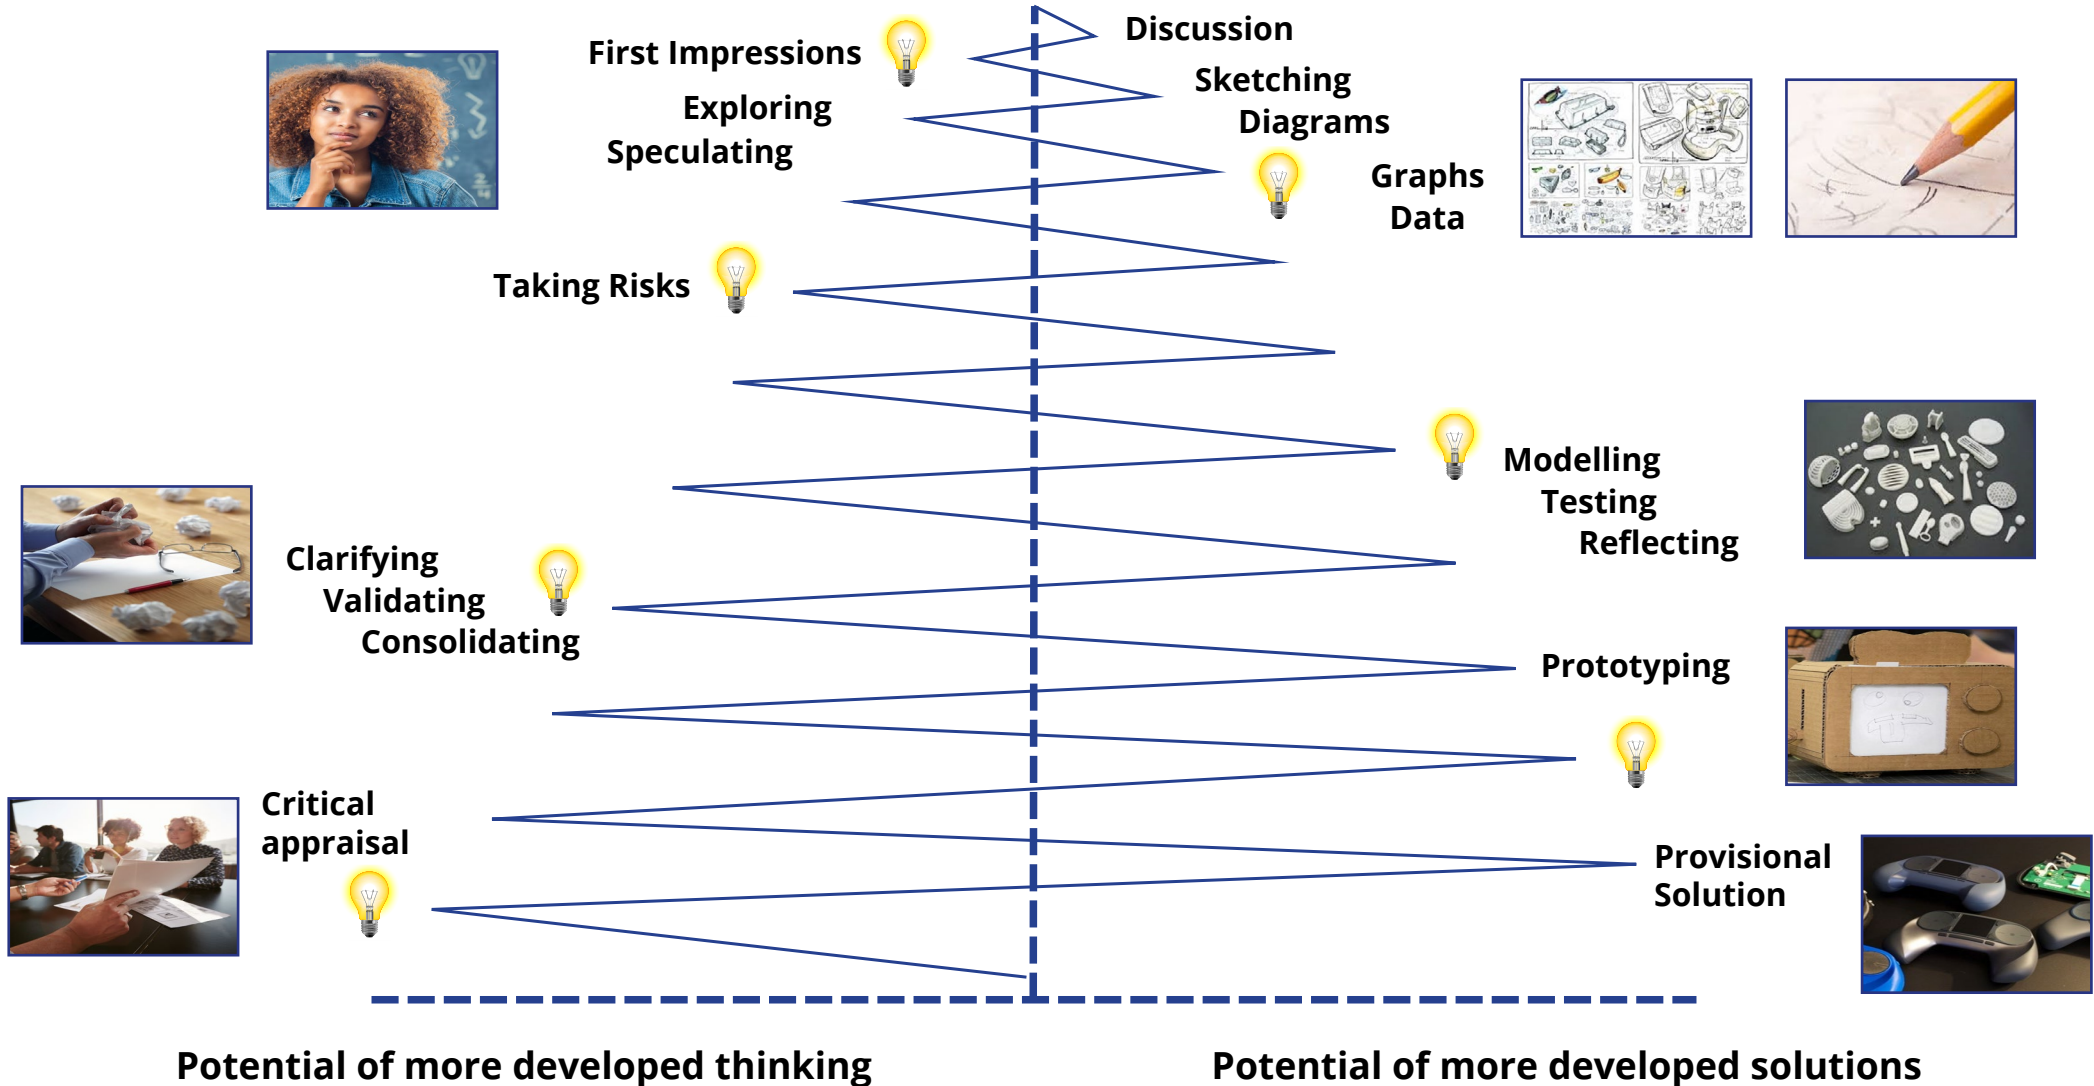 First Impressions
Exploring
Speculating
Taking Risks
Clarifying
Validating
Consolidating
Critical
appraisal
Discussion
Sketching
Diagrams
Graphs
Data
Modelling
Testing
Reflecting
Prototyping
Provisional
Solution
Potential of more developed thinking
Potential of more developed solutions